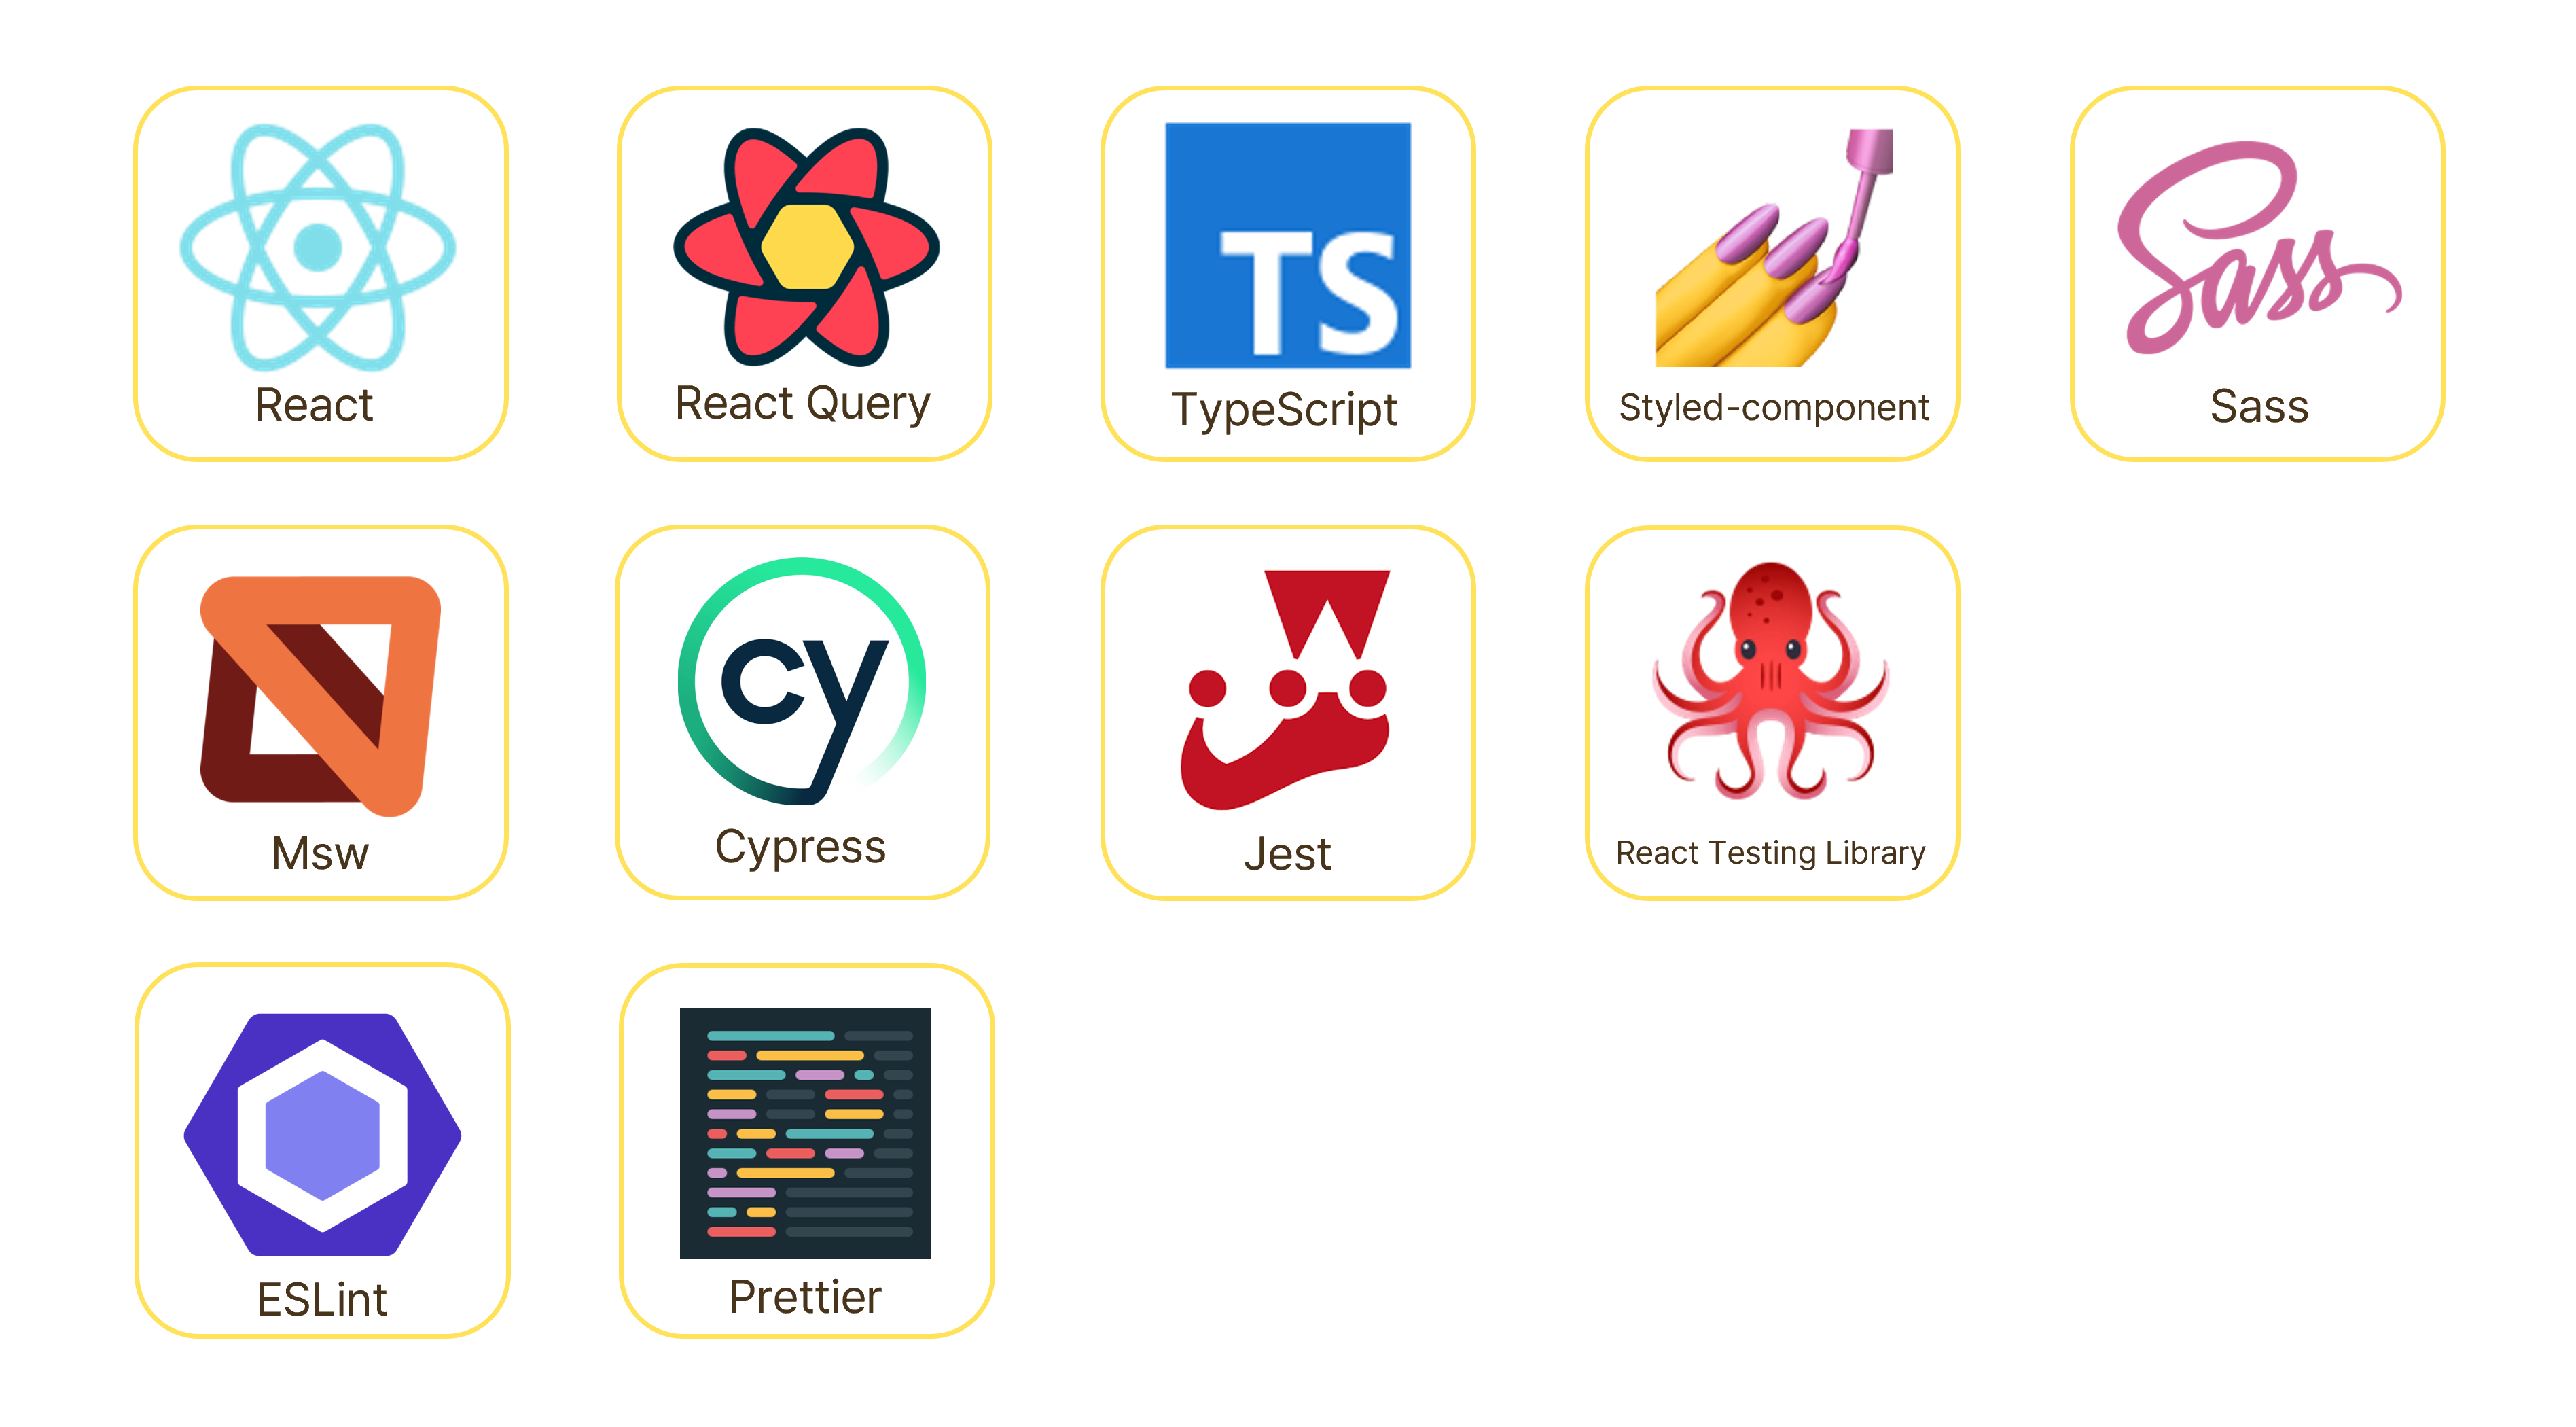 TS
Sass
React
React Query
TypeScript
Styled-component
Sass
cy
Msw
Cypress
Jest
React Testing Library
ESLint
Prettier